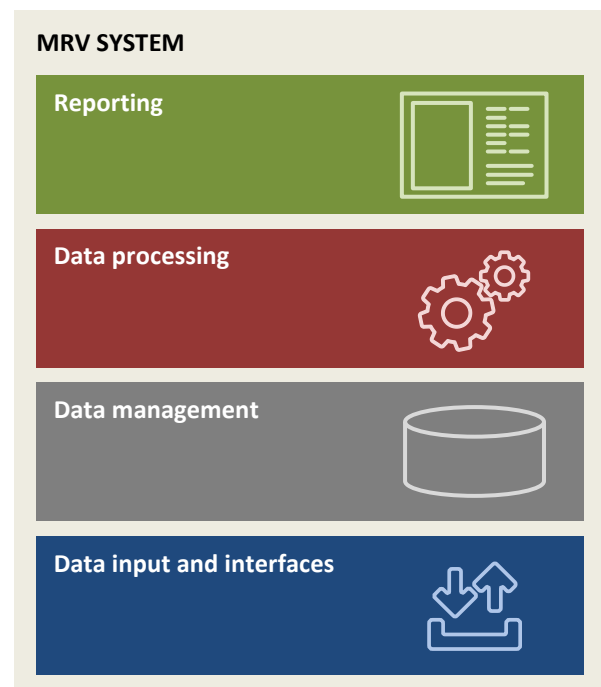 MRV SYSTEM
Reporting
Data processing
Data management
Data input and interfaces